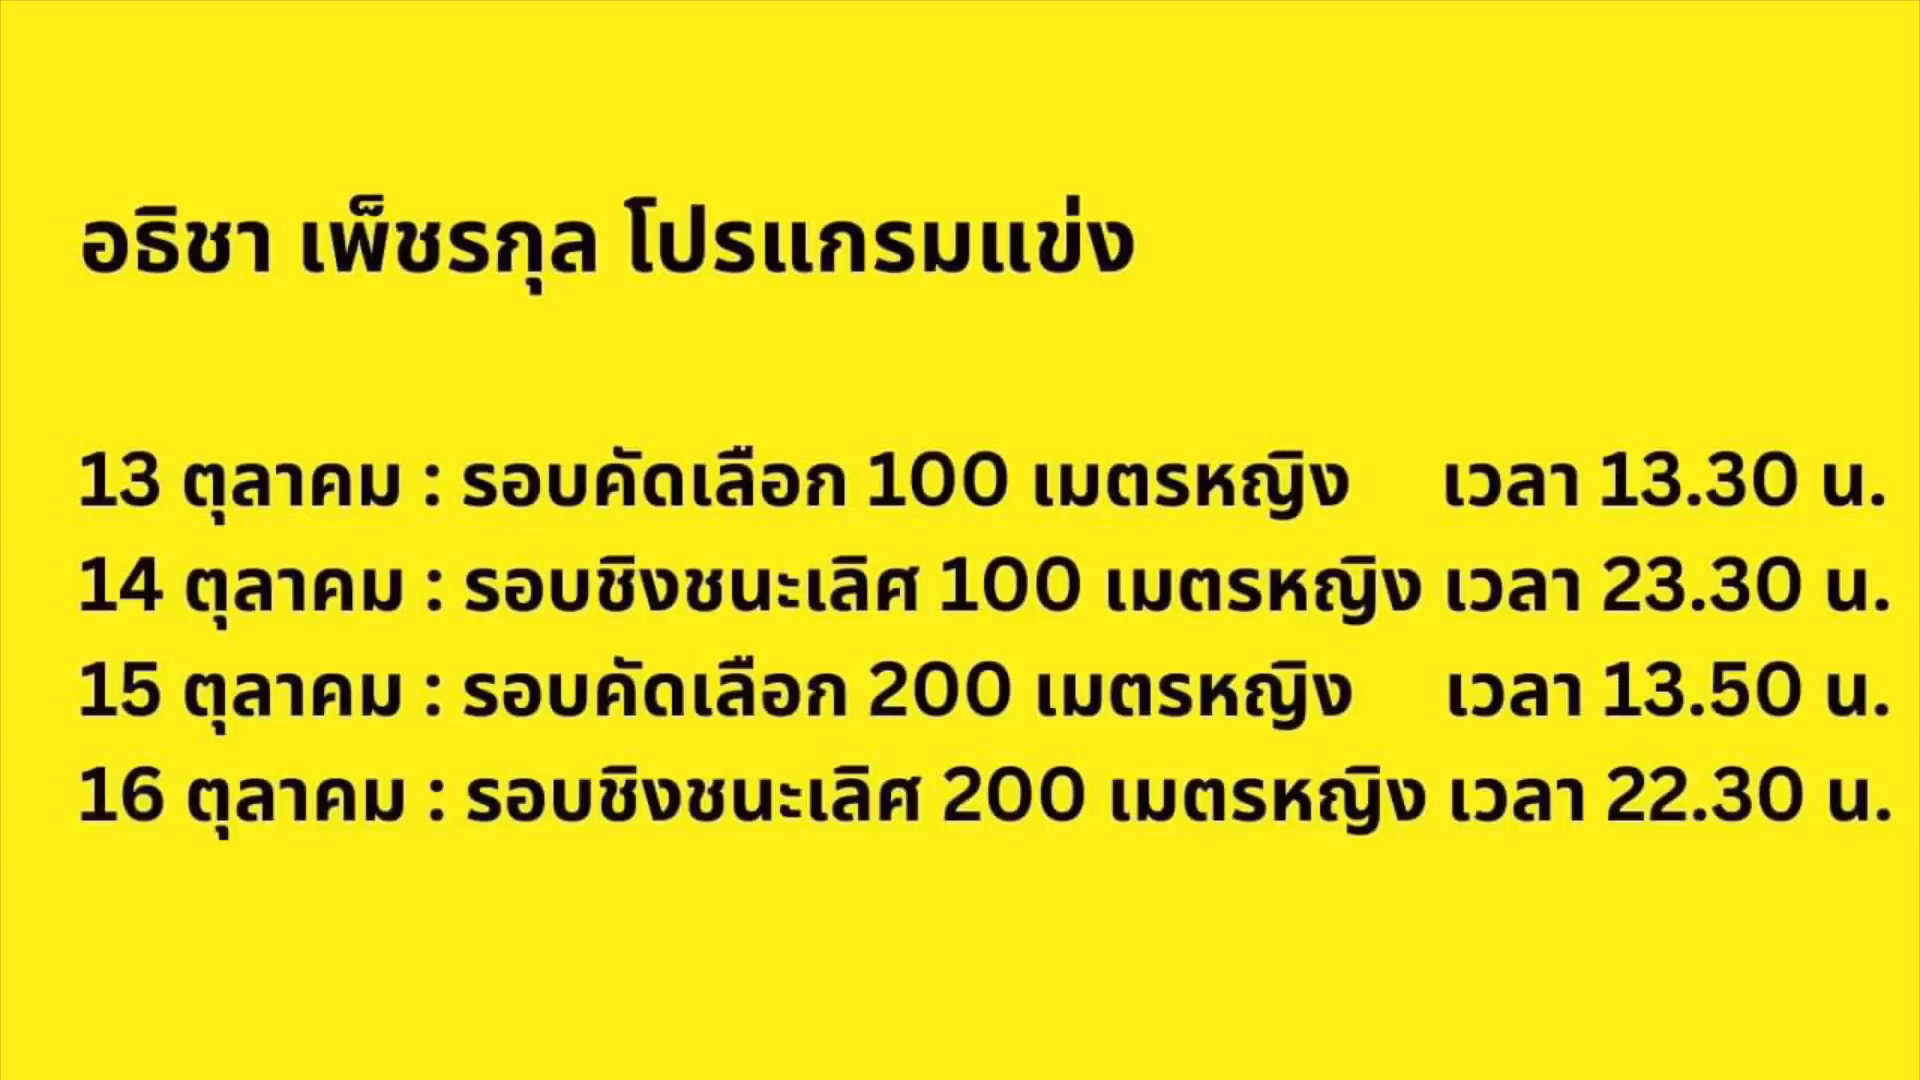 อธิชา เพ็ชรกุล โปรแกรมแข่ง
13 ตุลาคม : รอบคัดเลือก 100 เมตรหญิง เวลา 13.30 น.
14 ตุลาคม : รอบชิงชนะเลิศ 100 เมตรหญิง เวลา 23.30 น.
15 ตุลาคม : รอบคัดเลือก 200 เมตรหญิง เวลา 13.50 น.
16 ตุลาคม : รอบชิงชนะเลิศ 200 เมตรหญิง เวลา 22.30 น.